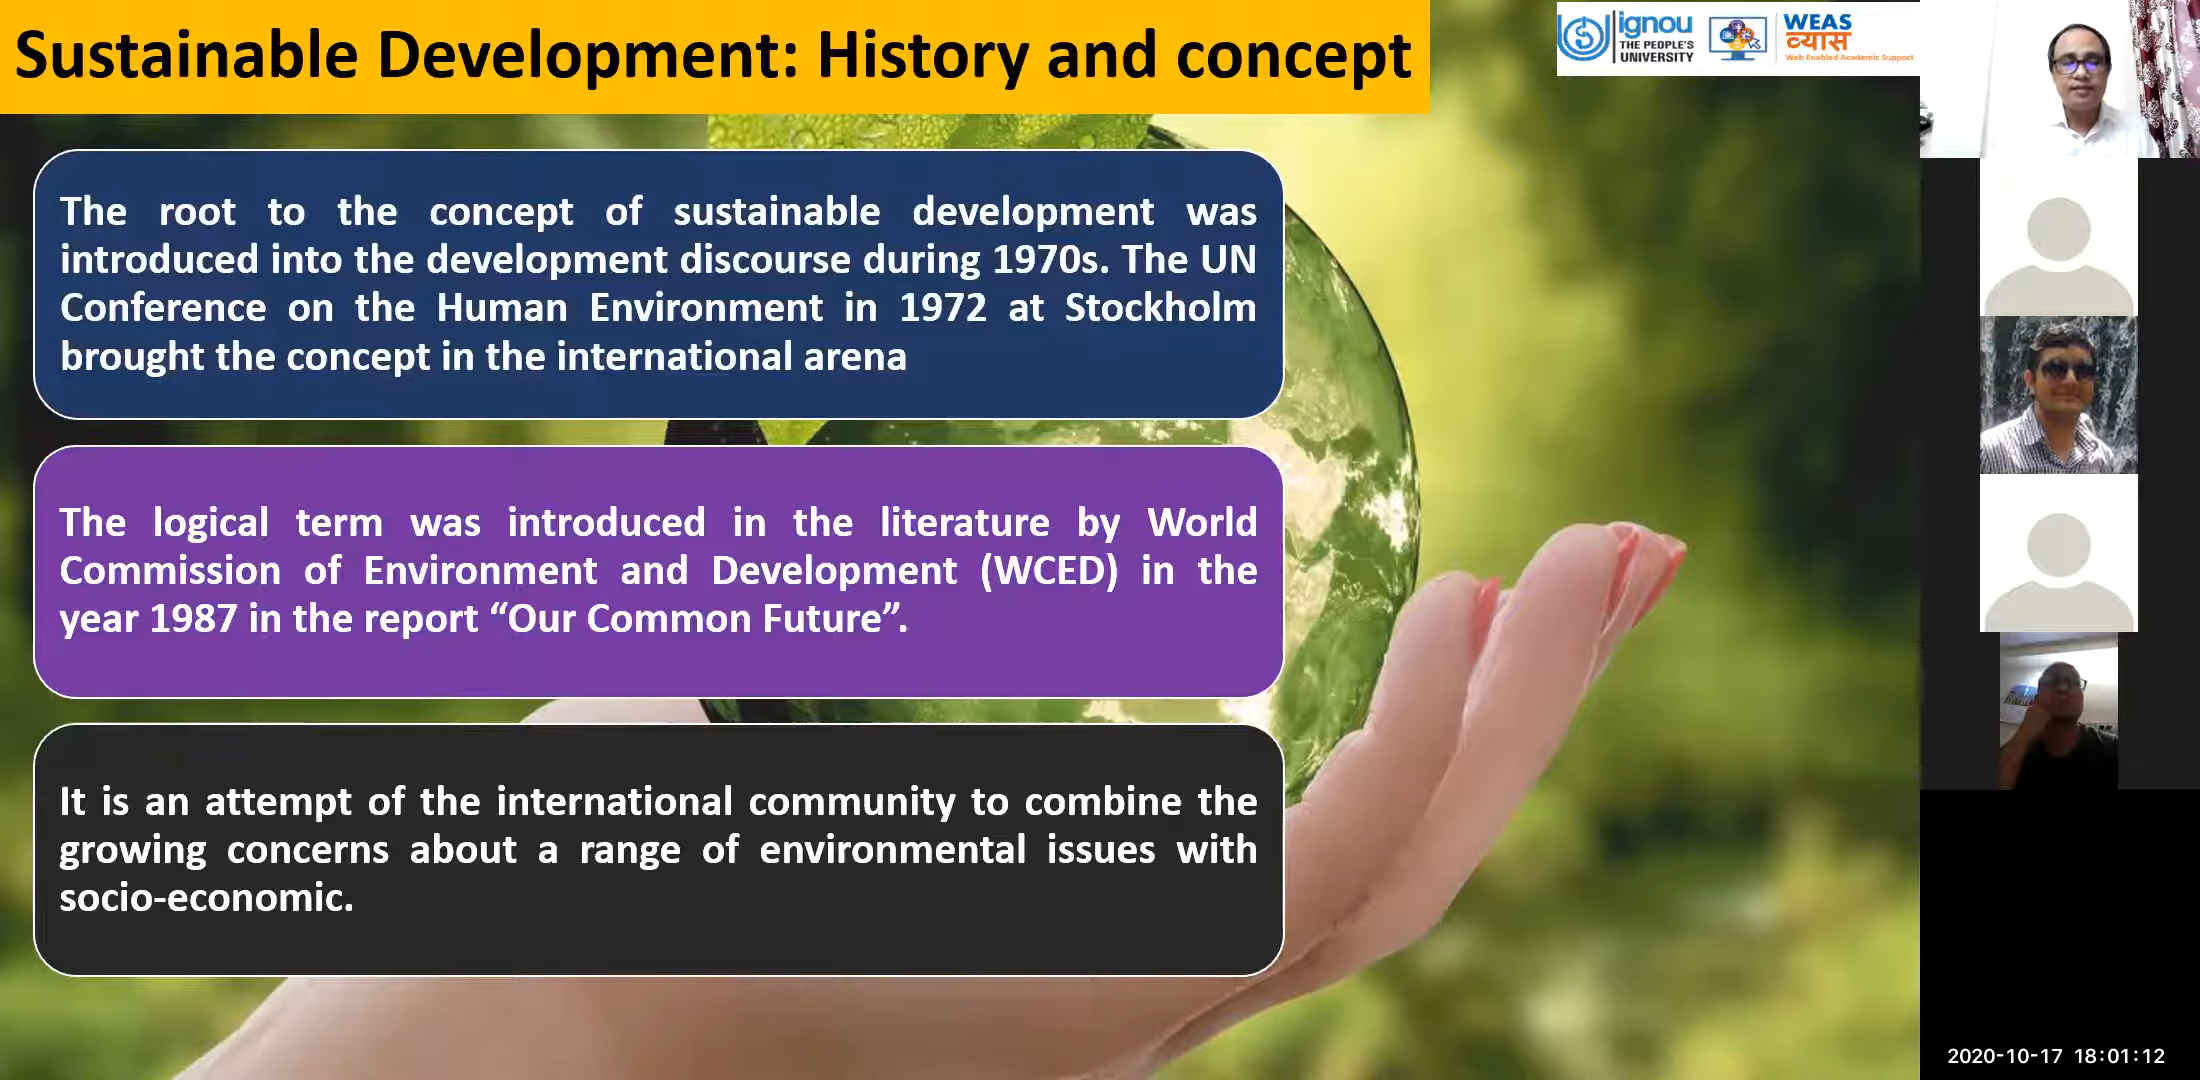 Sustainable Development: History and concept
ignou
THE PEOPLE'S
UNIVERSITY
WEAS
व्यास
Web Enabled Academic Support
The root to the concept of sustainable development was
introduced into the development discourse during 1970s. The UN
Conference on the Human Environment in 1972 at Stockholm
brought the concept in the international arena
The logical term was introduced in the literature by World
Commission of Environment and Development (WCED) in the
year 1987 in the report “Our Common Future”.
It is an attempt of the international community to combine the
growing concerns about a range of environmental issues with
socio-economic.
2020-10-17 18:01:12